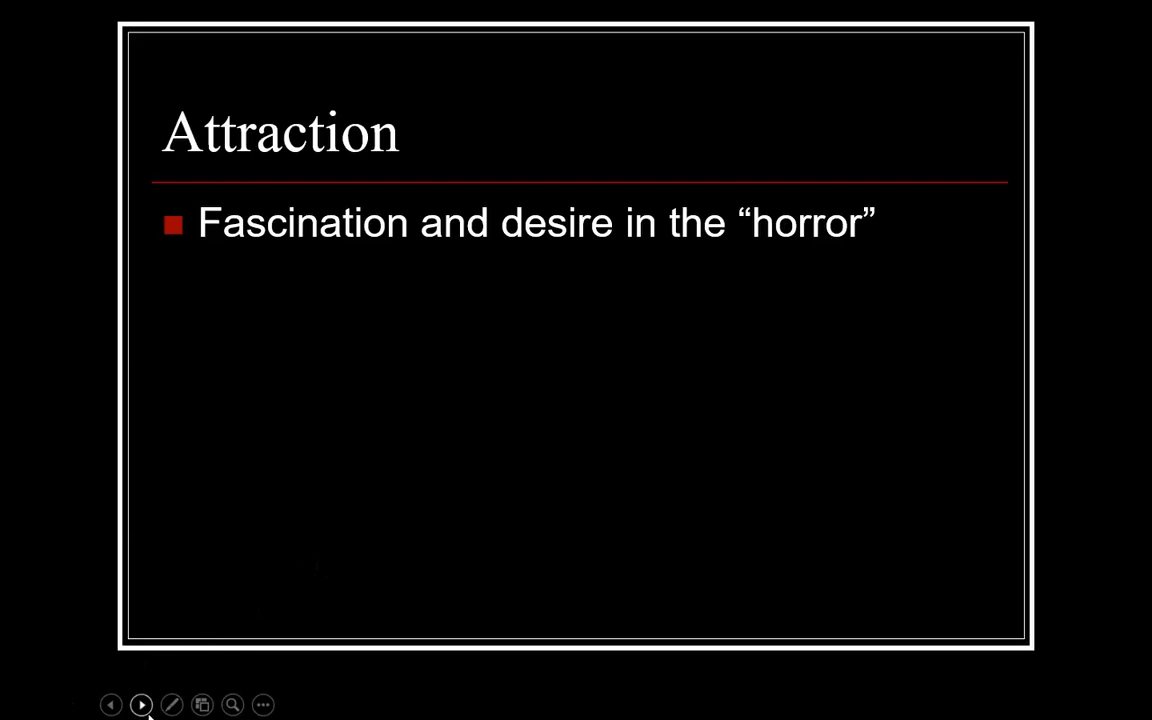 Attraction
Fascination and desire in the “horror”